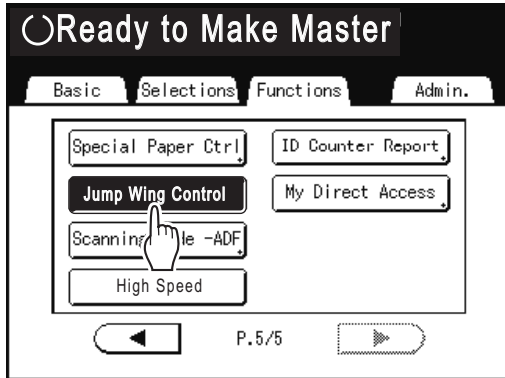 Ready to Make Master
Basic Selections Functions Admin.
Special Paper Ctrl ID Counter Report
Jump Wing Control My Direct Access
-ADF
High Speed
P.5/5